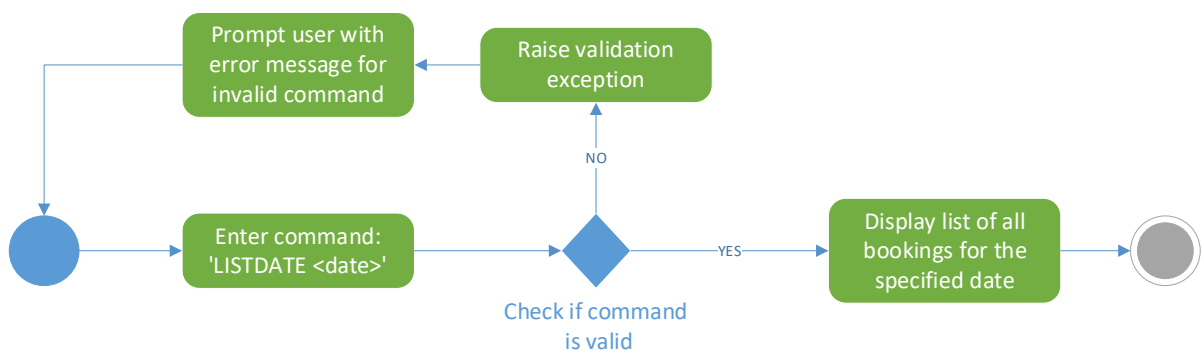 Prompt user with
error message for
invalid command
Raise validation
exception
NO
Enter command:
'LISTDATE <date>'
YES
Display list of all
bookings for the
specified date
Check if command
is valid